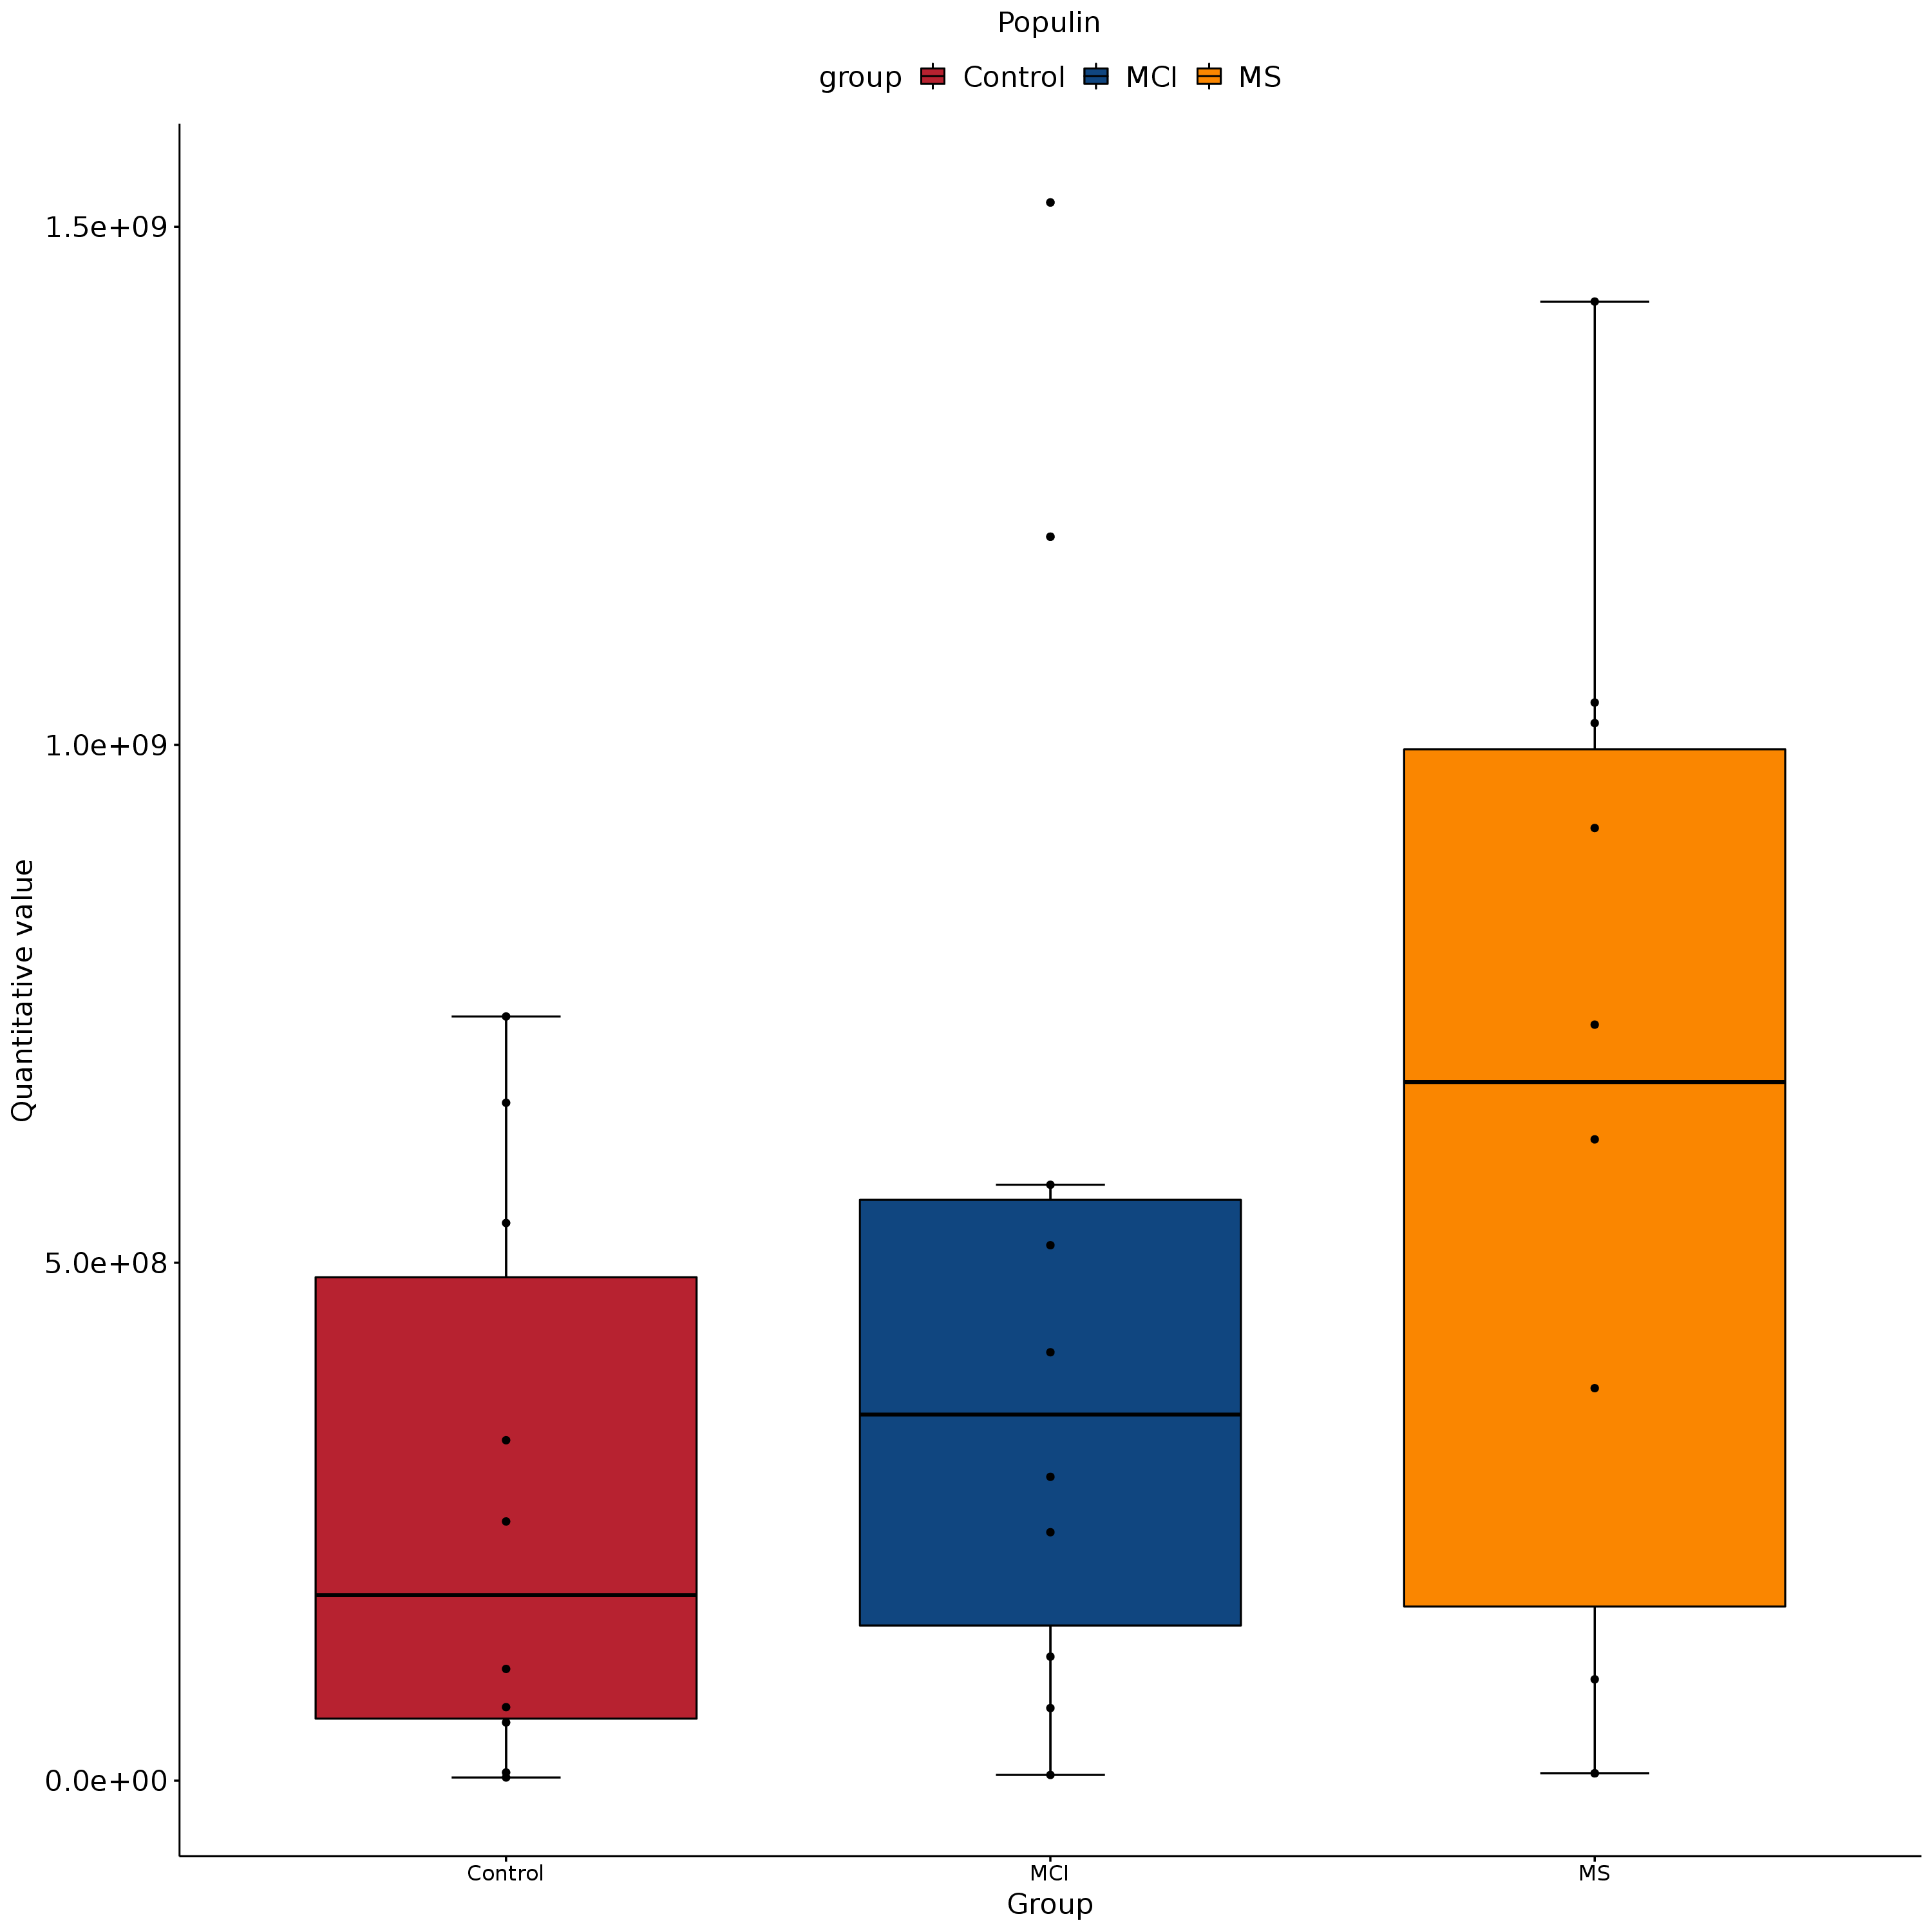 Populin
group Control MCI MS
1.5e+09
1.0e+09
5.0e+08
0.0e+00
Quantitative value
Control MCI MS
Group